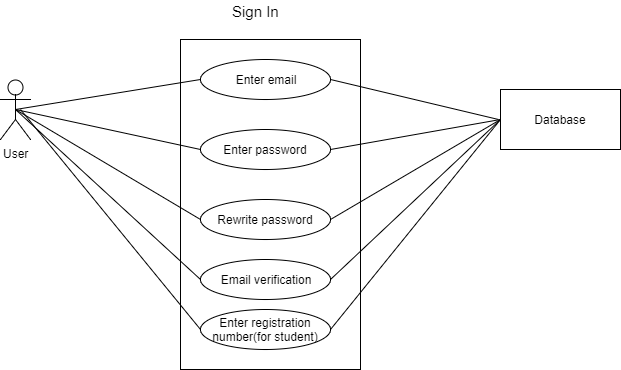 Sign In
Enter email
Enter password
Database
User
Rewrite password
Email verification
Enter registration
number(for student)